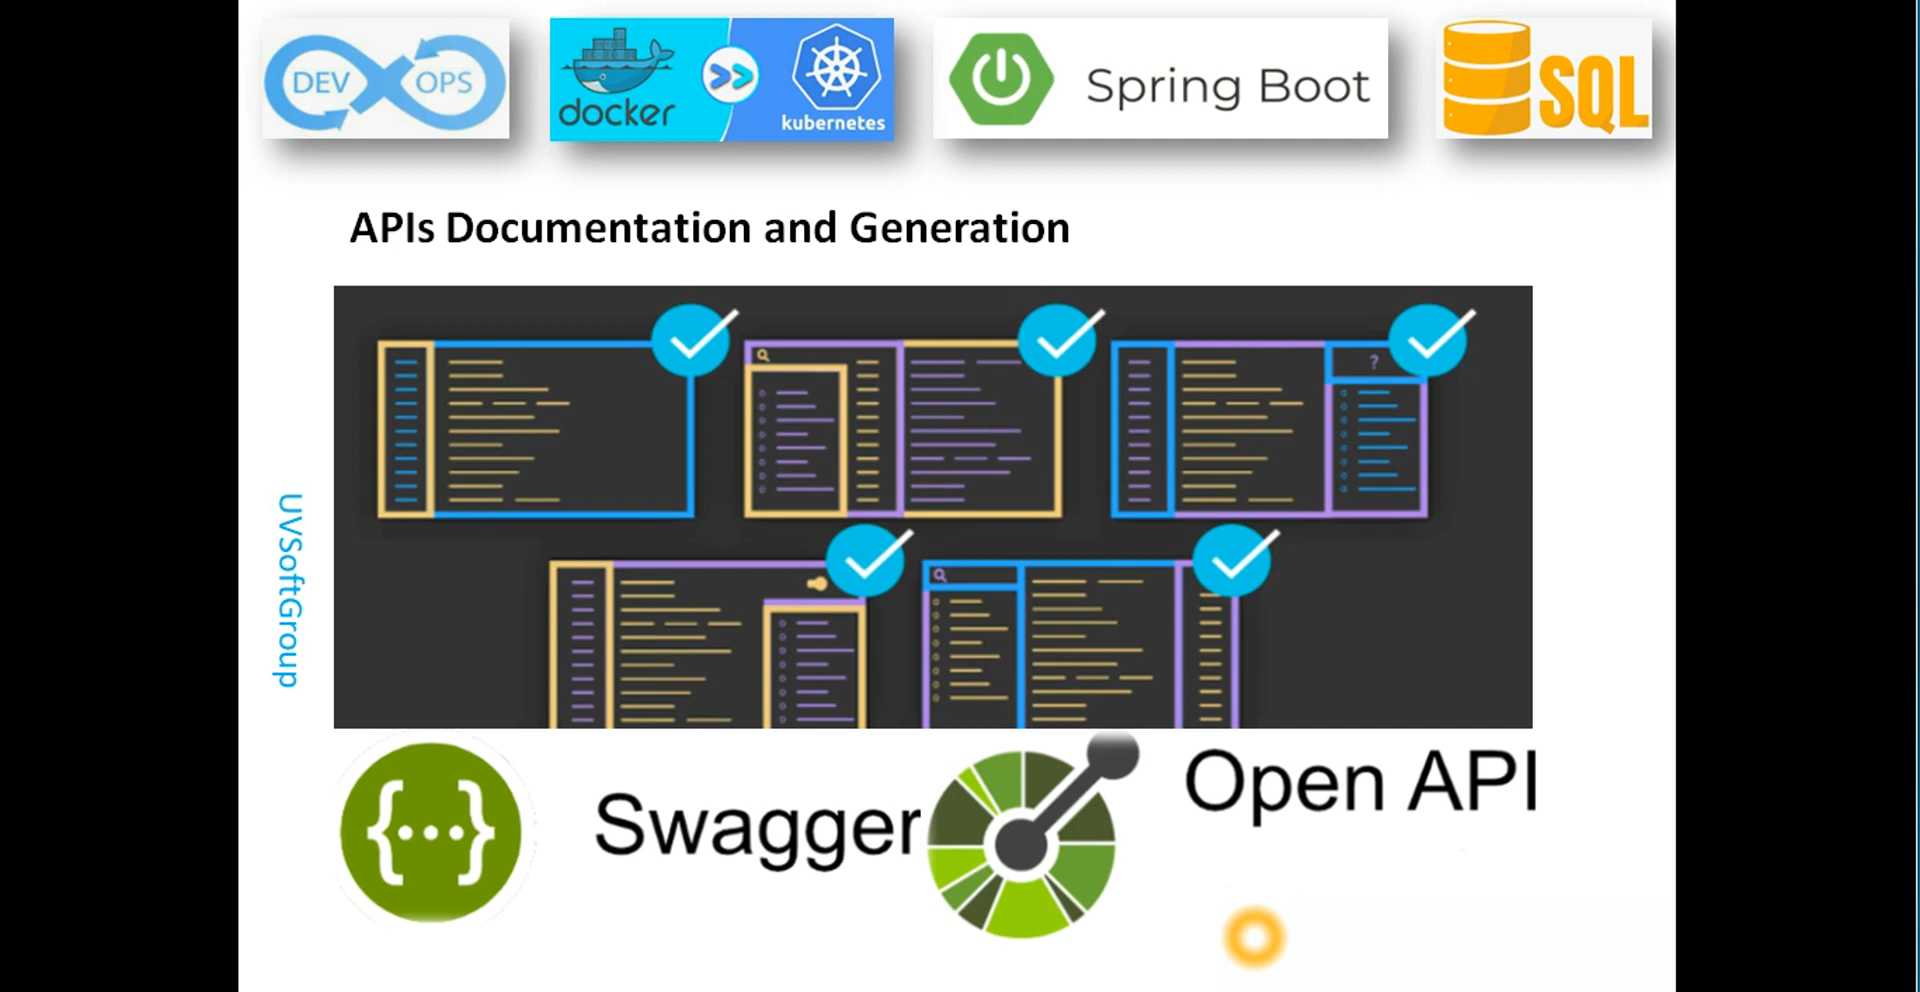 DEV OPS
docker
kubernetes
Spring Boot
SQL
APIs Documentation and Generation
?
UVSoftGroup
{...}
Swagger
Open API